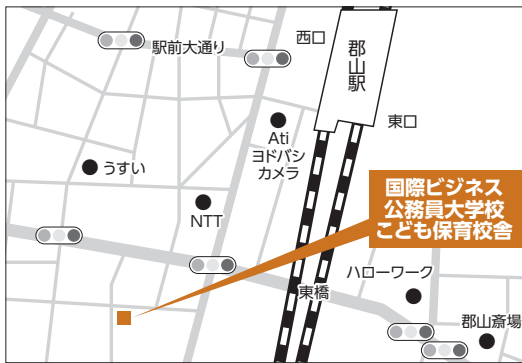 西口
駅前大通り
郡山駅
東口
Ati
ヨドバシ
カメラ
うすい
NTT
国際ビジネス
公務員大学校
こども保育校舎
ハローワーク
東橋
郡山斎場